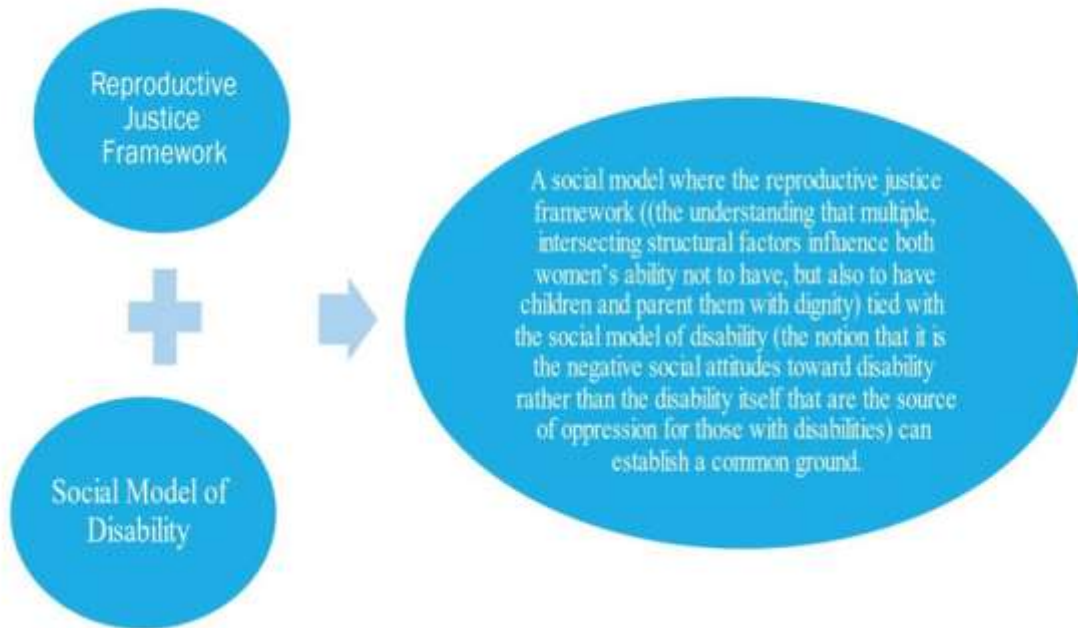 Reproductive
Justice
Framework
Social Model of
Disability
A social model where the reproductive justice
framework ((the understanding that multiple,
intersecting structural factors influence both
women's ability not to have, but also to have
children and parent them with dignity) tied with
the social model of disability (the notion that it is
the negative social attitudes toward disability
rather than the disability itself that are the source
of oppression for those with disabilities) can
establish a common ground.